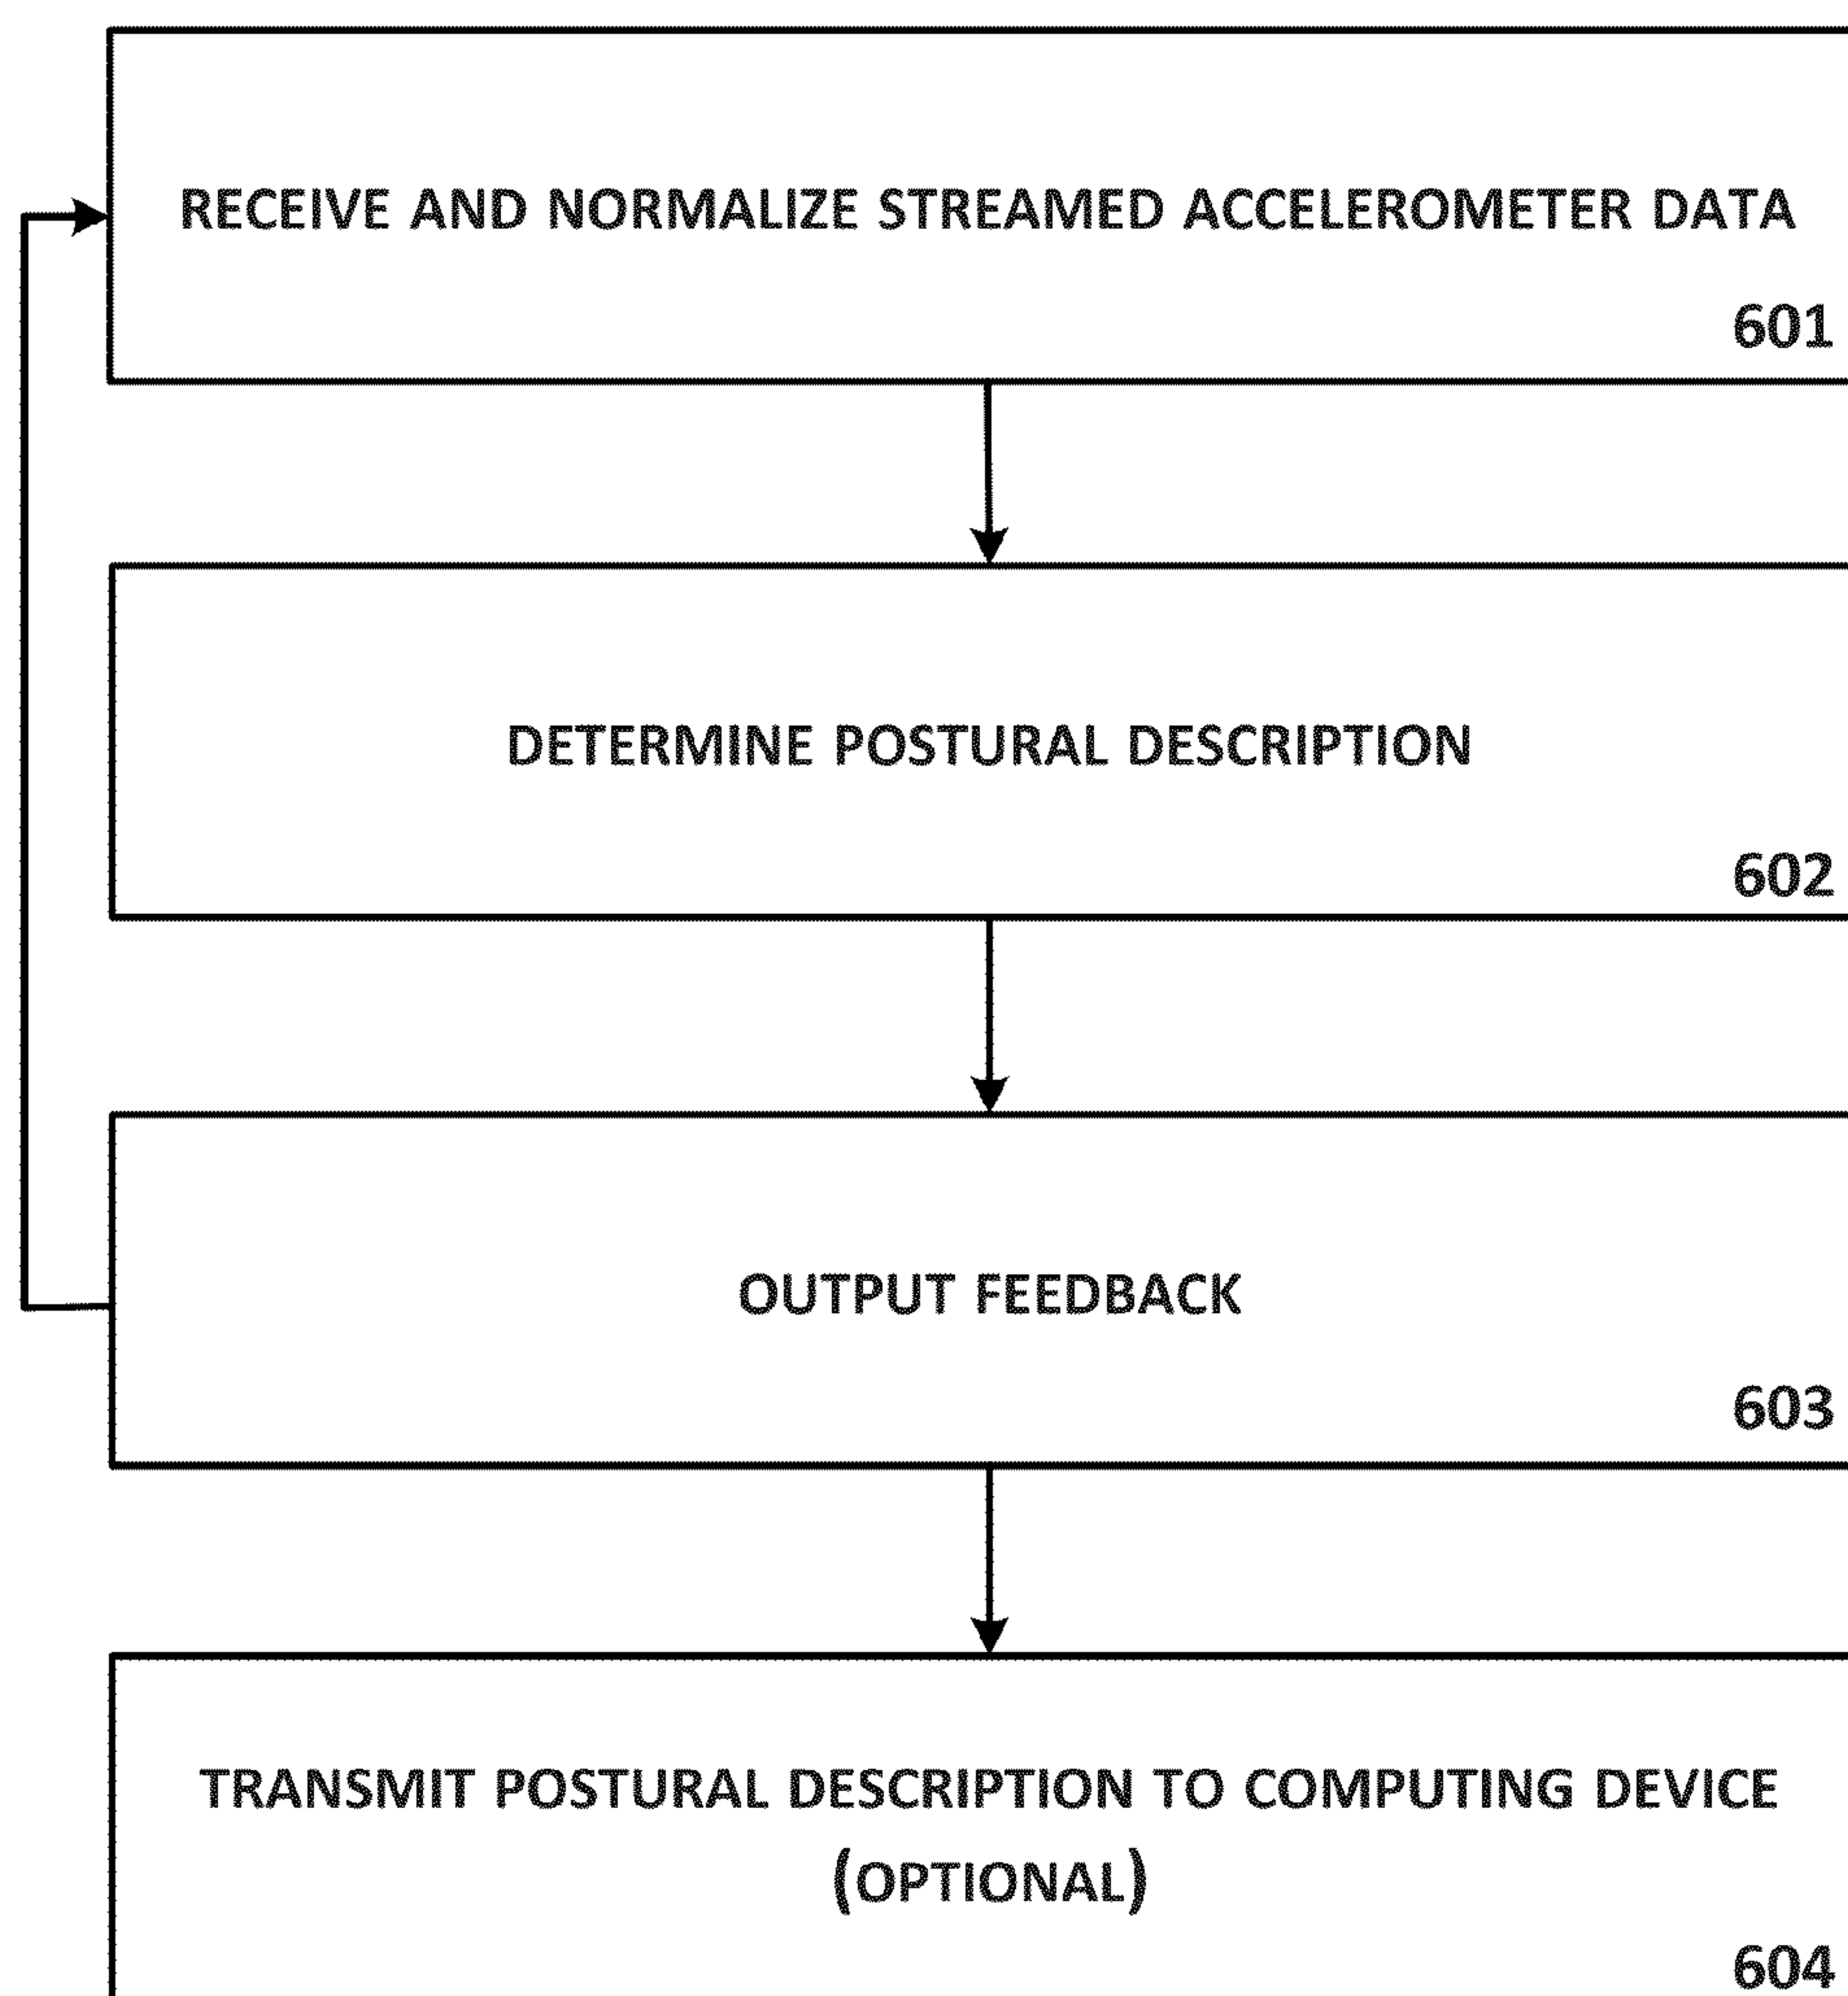 RECEIVE AND NORMALIZE STREAMED ACCELEROMETER DATA
601
DETERMINE POSTURAL DESCRIPTION
602
OUTPUT FEEDBACK
603
TRANSMIT POSTURAL DESCRIPTION TO COMPUTING DEVICE
(OPTIONAL)
604